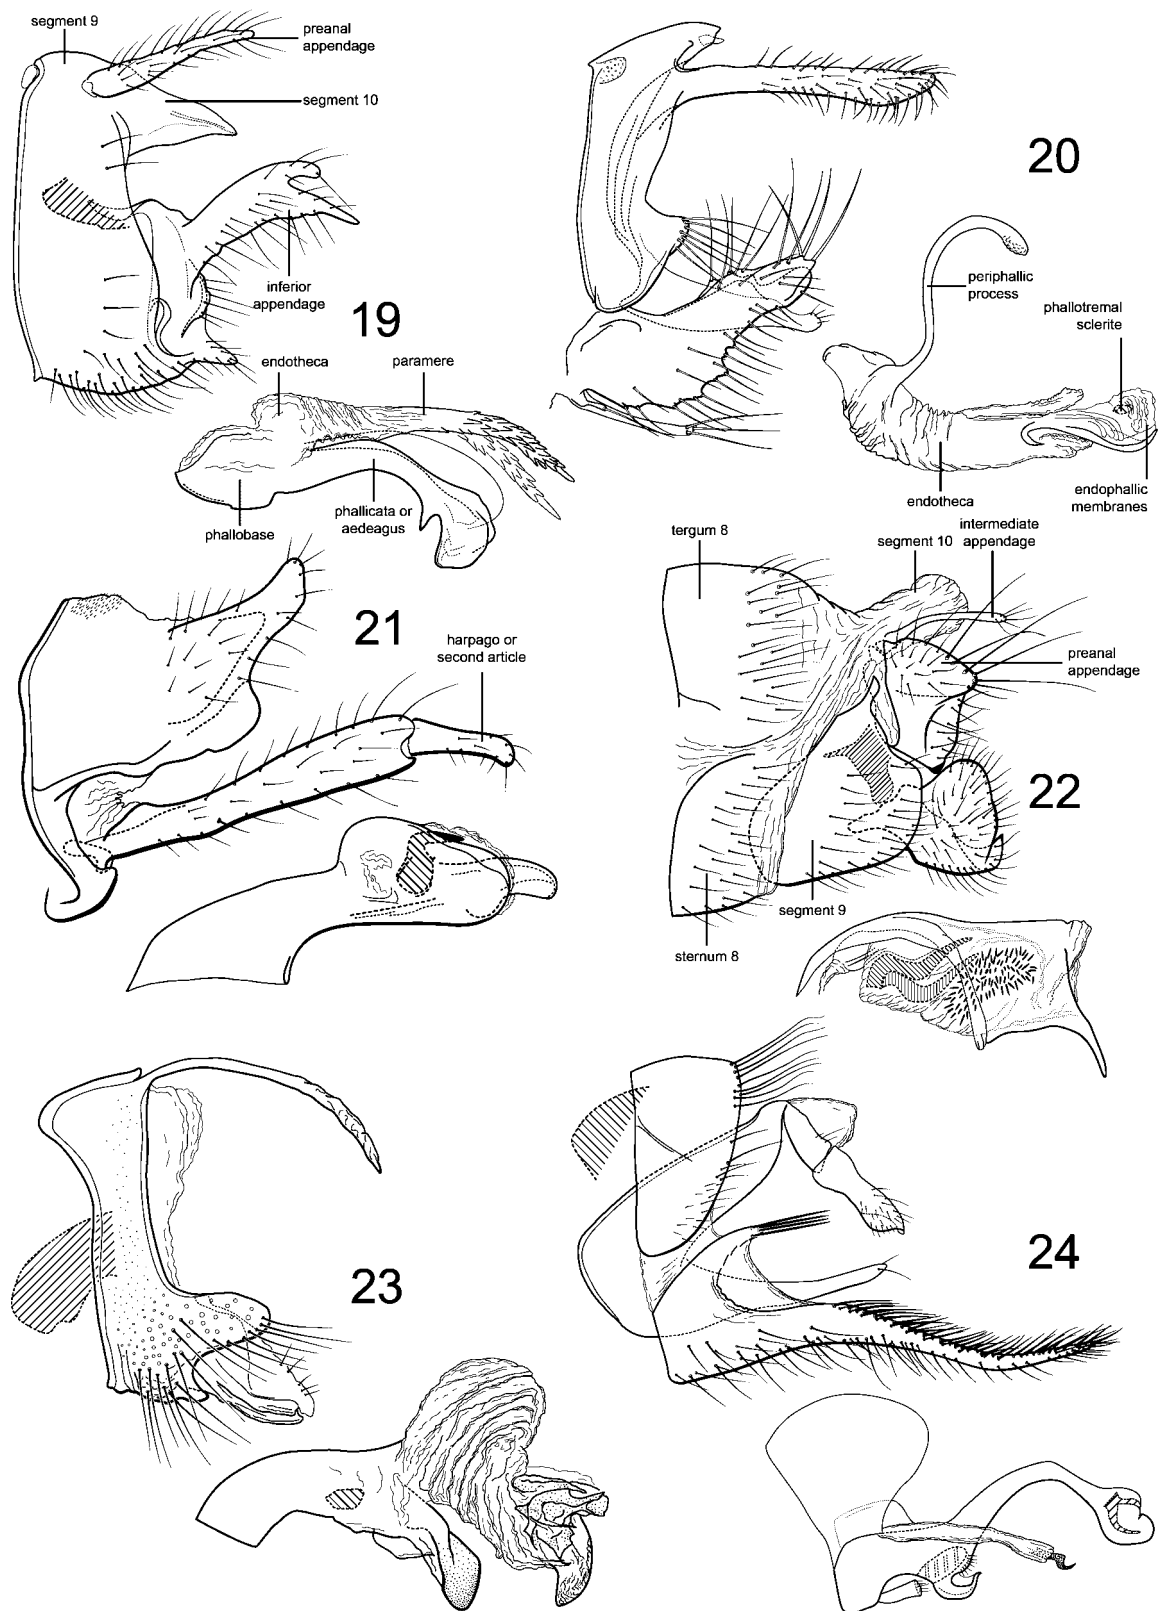 segment 9
preanal
appendage
segment 10
inferior
appendage
19
endotheca
paramere
phallobase
phallicata or
aedeagus
20
periphallic
process
phallotremal
sclerite
endotheca
endophallic
membranes
21
harpago or
second article
tergum 8
segment 10
intermediate
appendage
preanal
appendage
22
segment 9
sternum 8
23
24